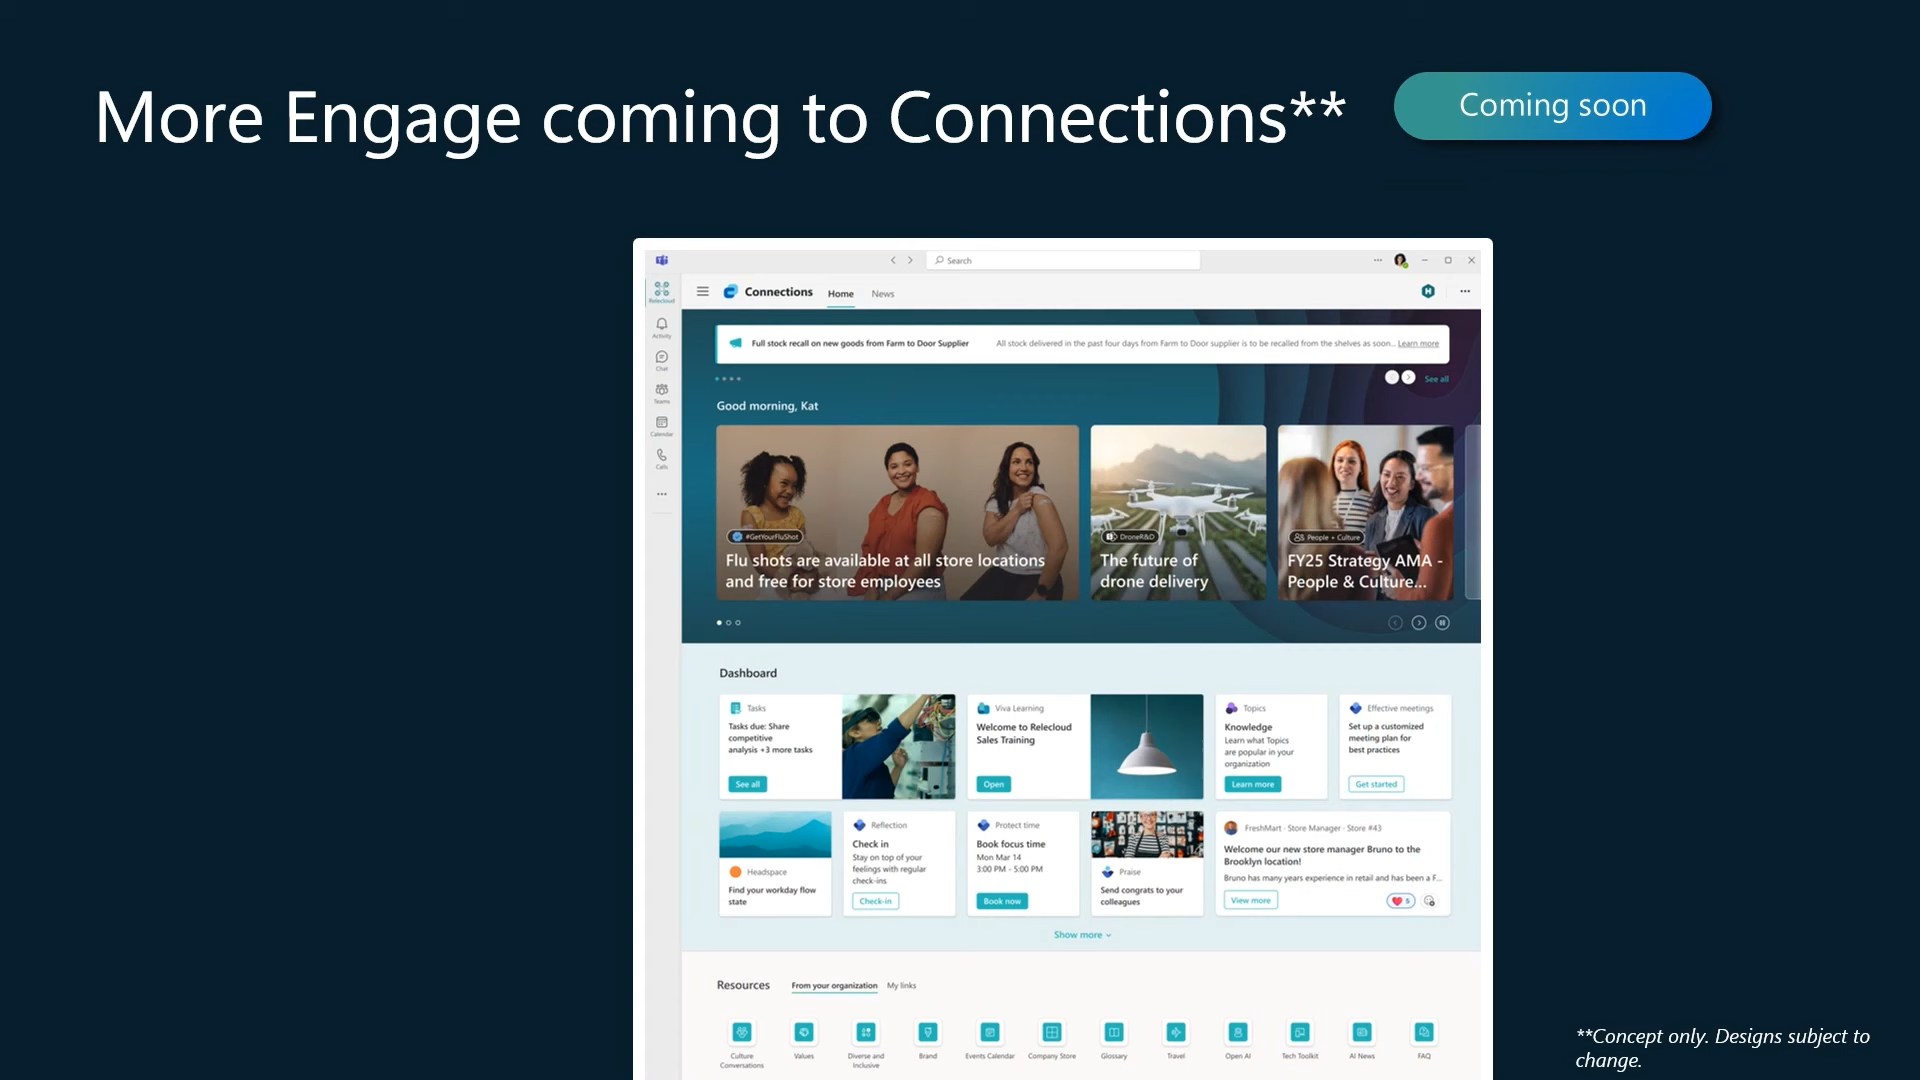 More Engage coming to Connections**
Coming soon
Search
Relecloud
Activity
Chat
Teams
Calendar
Calls
Connections
Home
News
Full stock recall on new goods from Farm to Door Supplier
All stock delivered in the past four days from Farm to Door supplier is to be recalled from the shelves as soon... Learn more
See all
Good morning, Kat
#GetYourFluShot
Flu shots are available at all store locations
and free for store employees
DroneR&D
The future of
drone delivery
People + Culture
FY25 Strategy AMA -
People & Culture...
Dashboard
Tasks
Tasks due: Share
competitive
analysis +3 more tasks
See all
Viva Learning
Welcome to Relecloud
Sales Training
Open
Topics
Knowledge
Learn what Topics
are popular in your
organization
Learn more
Effective meetings
Set up a customized
meeting plan for
best practices
Get started
Headspace
Find your workday flow
state
Reflection
Check in
Stay on top of your
feelings with regular
check-ins
Check-in
Protect time
Book focus time
Mon Mar 14
3:00 PM - 5:00 PM
Book now
Praise
Send congrats to your
colleagues
FreshMart - Store Manager - Store #43
Welcome our new store manager Bruno to the
Brooklyn location!
Bruno has many years experience in retail and has been a F...
View more
5
Show more
Resources
From your organization
My links
Culture
Conversations
Values
Diverse and
Inclusive
Brand
Events Calendar
Company Store
Glossary
Travel
Open AI
Tech Toolkit
AI News
FAQ
**Concept only. Designs subject to
change.